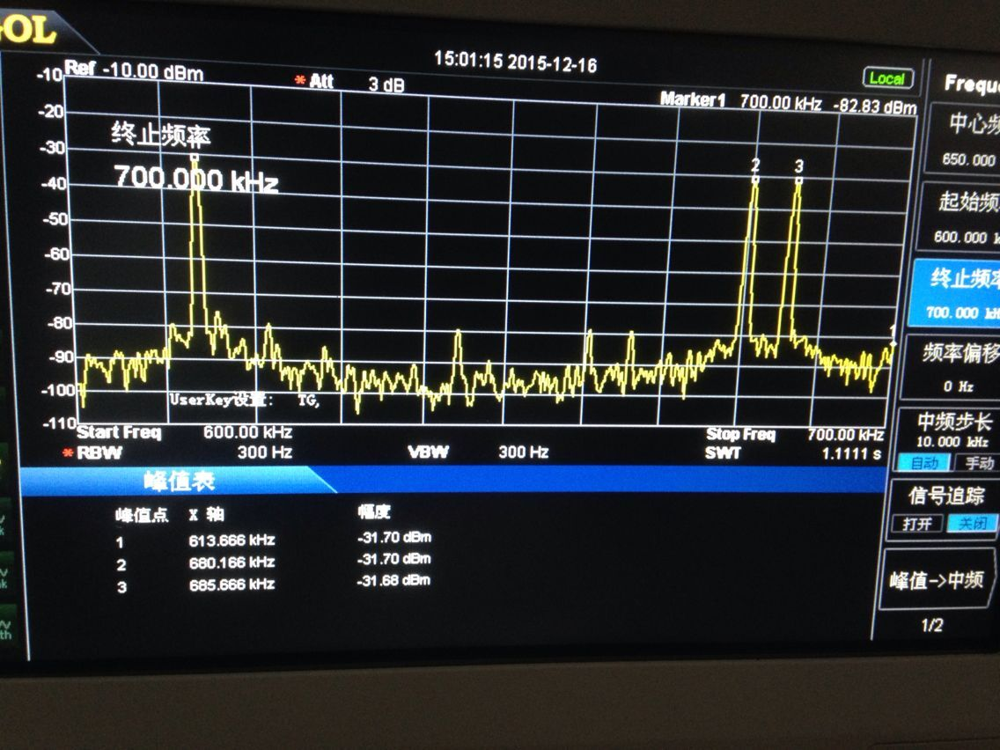 GOL
15:01:15 2015-12-16
Local
Ref -10.00 dBm
* Att 3 dB
Marker1 700.00 kHz -82.83 dBm
-10
-20
-30
-40
-50
-60
-70
-80
-90
-100
-110
终止频率
700.000 kHz
2
3
1
UserKey设置: TG,
Start Freq 600.00 kHz
Stop Freq 700.00 kHz
* RBW 300 Hz
VBW 300 Hz
SWT 1.1111 s
峰值表
峰值点 X 轴 幅度
1 613.666 kHz -31.70 dBm
2 680.166 kHz -31.70 dBm
3 685.666 kHz -31.68 dBm
Frequ
中心频
650.000
起始频
600.000 k
终止频率
700.000 kH
频率偏移
0 Hz
中频步长
10.000 kHz
自动 手动
信号追踪
打开 关闭
峰值->中频
1/2